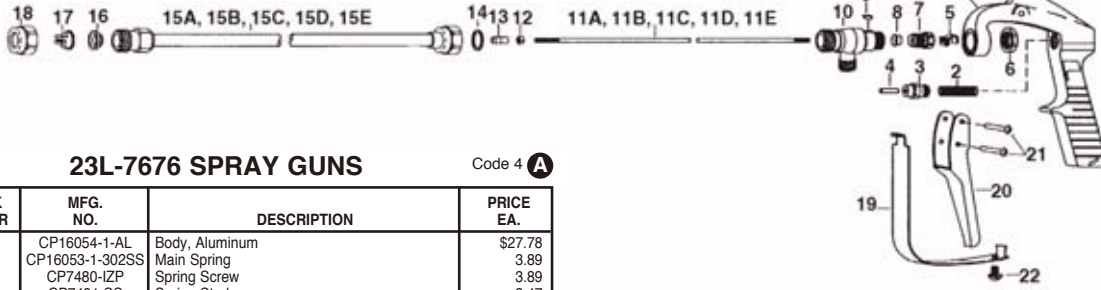 18 17 16 15A, 15B, 15C, 15D, 15E 14 13 12 11A, 11B, 11C, 11D, 11E 10 8 7 5
6
4 3 2
21
20
19
22
23L-7676 SPRAY GUNS Code 4 A
MFG. NO. DESCRIPTION PRICE EA.
CP16054-1-AL Body, Aluminum $27.78
CP16053-1-302SS Main Spring 3.89
CP7480-IZP Spring Screw 3.89